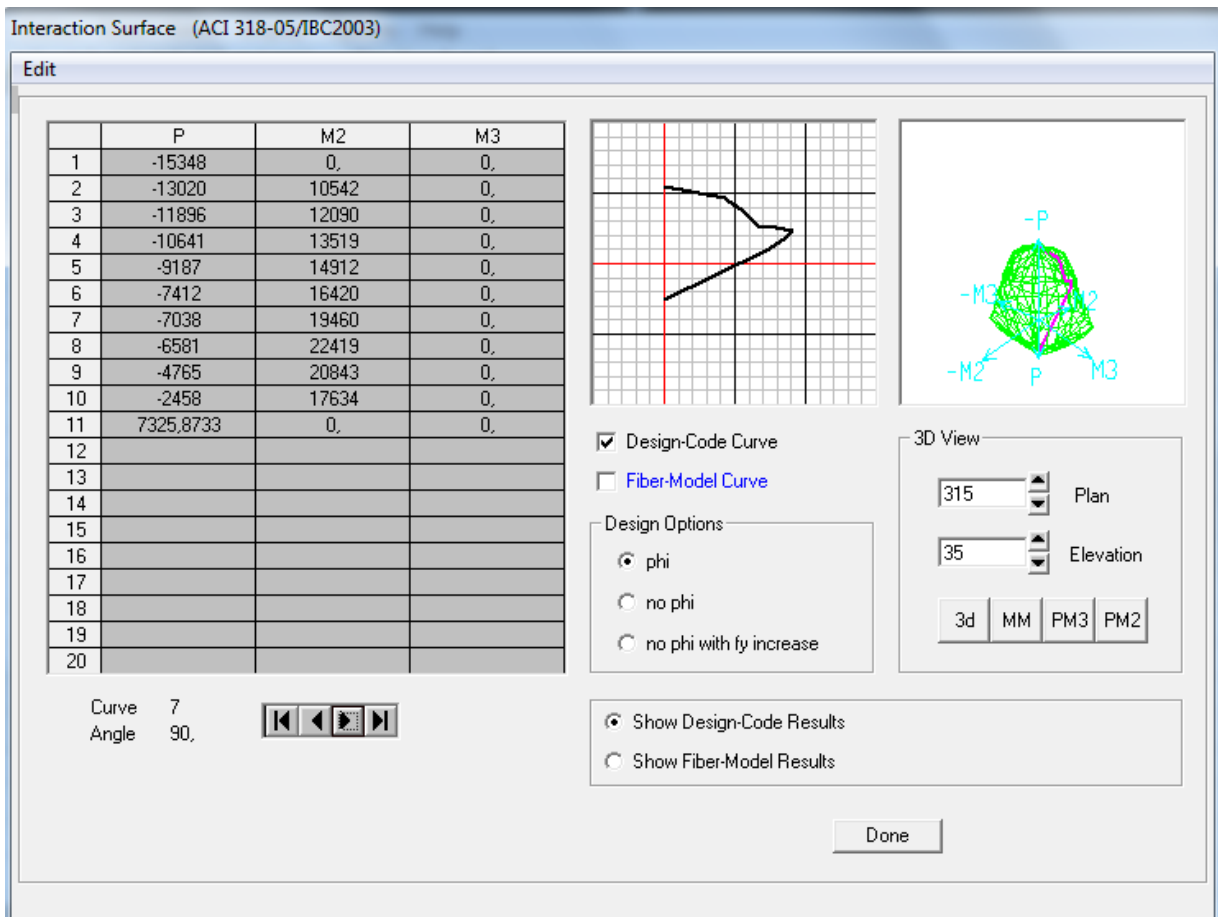 Interaction Surface (ACI 318-05/IBC2003)
Edit
P M2 M3
1 -15348 0, 0,
2 -13020 10542 0,
3 -11896 12090 0,
4 -10641 13519 0,
5 -9187 14912 0,
6 -7412 16420 0,
7 -7038 19460 0,
8 -6581 22419 0,
9 -4765 20843 0,
10 -2458 17634 0,
11 7325,8733 0, 0,
12
13
14
15
16
17
18
19
20
Curve 7
Angle 90,
Design-Code Curve
Fiber-Model Curve
Design Options
phi
no phi
no phi with fy increase
-P
-M3 M2
-M2 P M3
3D View
315 Plan
35 Elevation
3d MM PM3 PM2
Show Design-Code Results
Show Fiber-Model Results
Done